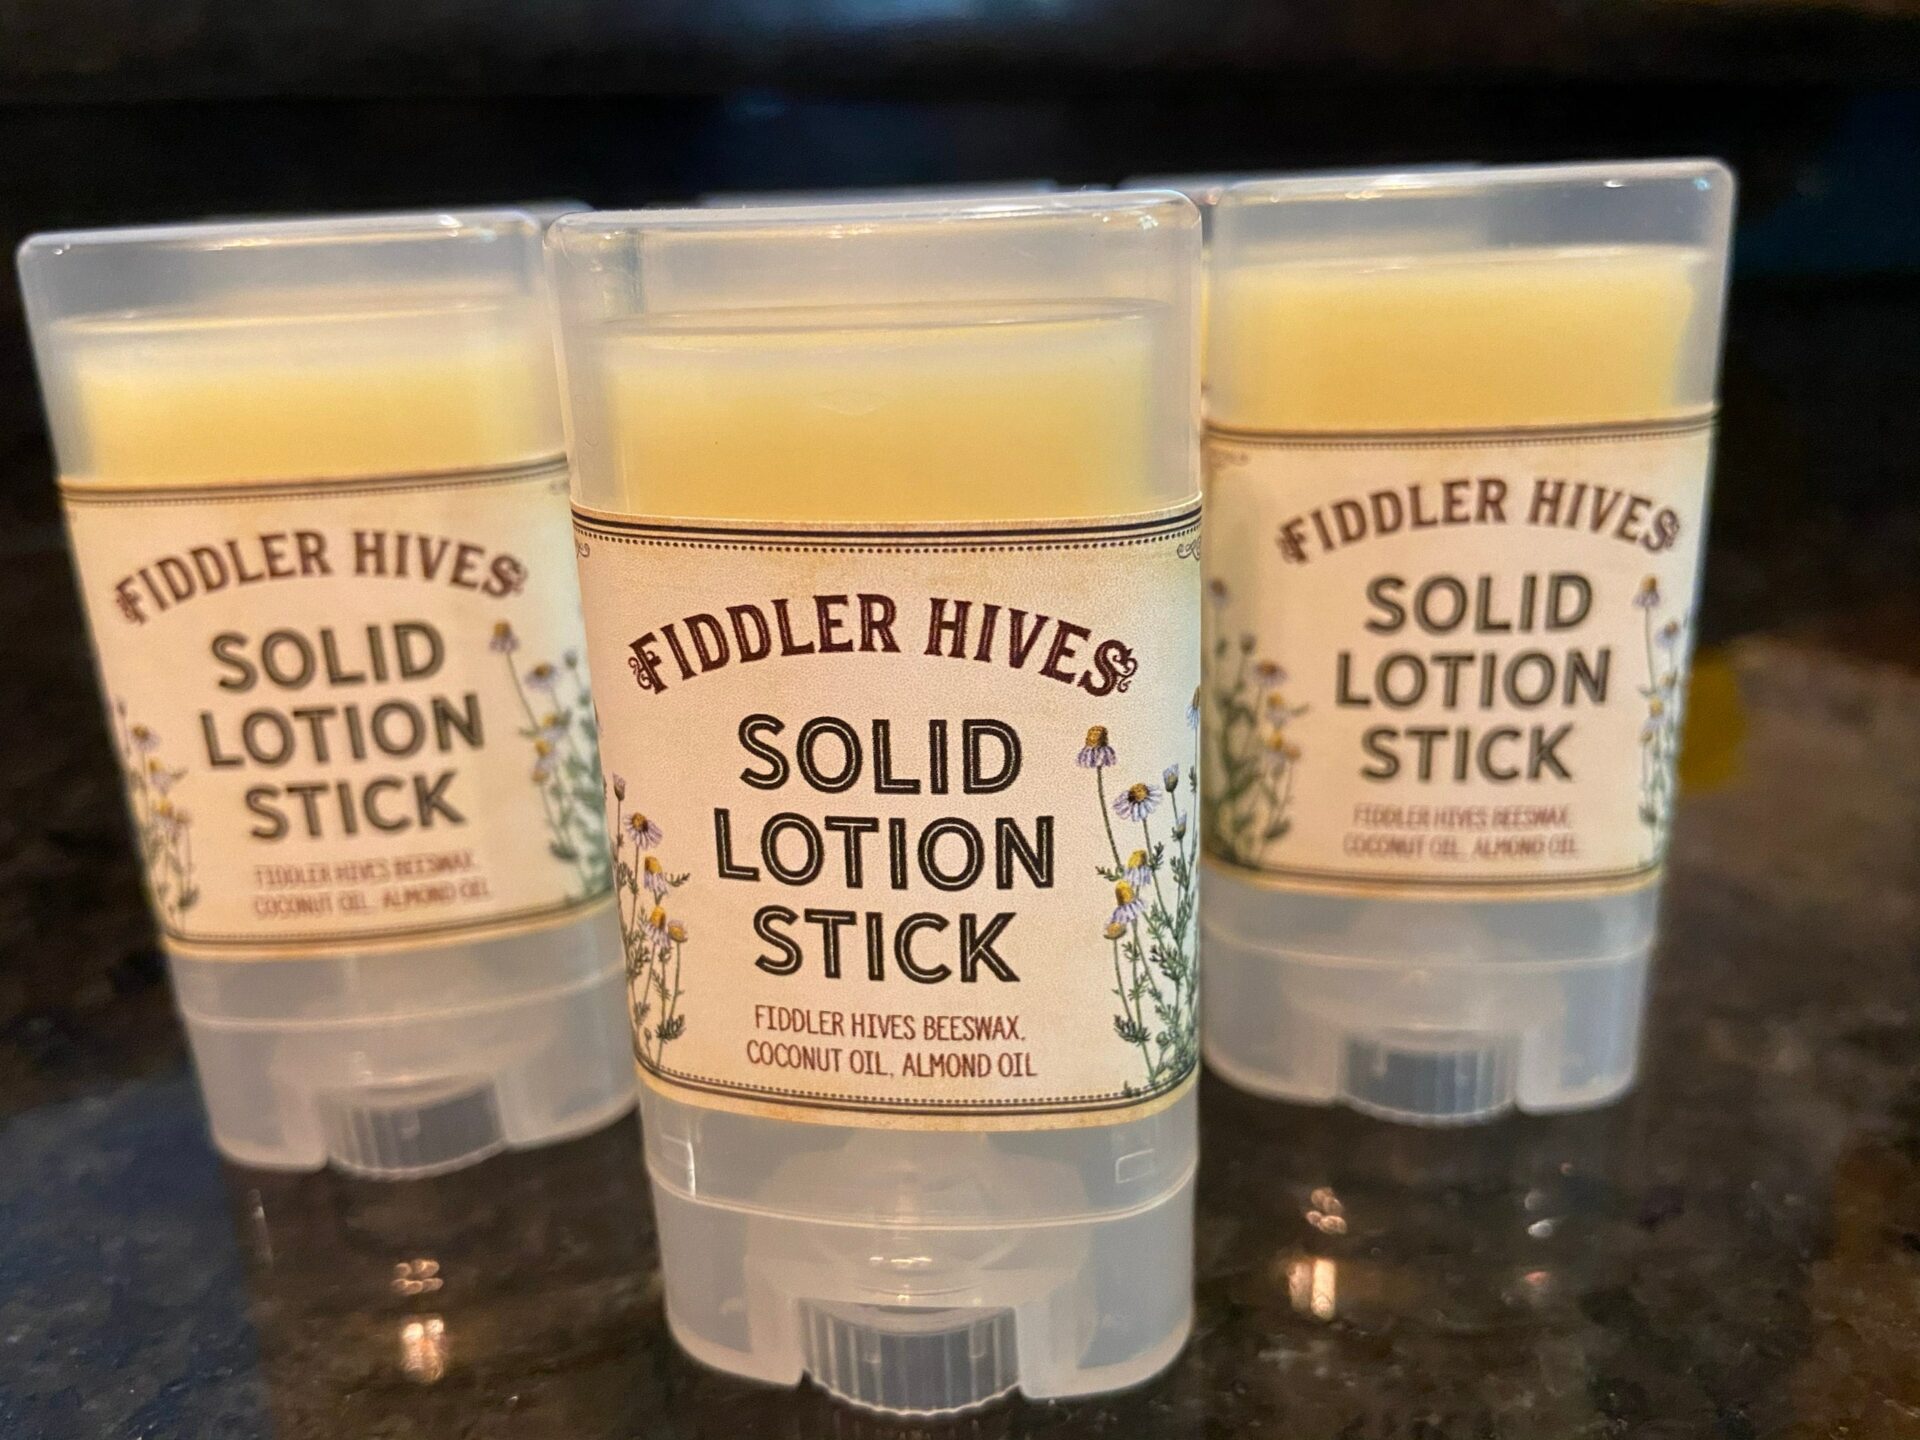 FIDDLER HIVES
SOLID
LOTION
STICK
FIDDLER HIVES BEESWAX,
COCONUT OIL, ALMOND OIL
FIDDLER HIVES
SOLID
LOTION
STICK
FIDDLER HIVES BEESWAX,
COCONUT OIL, ALMOND OIL
FIDDLER HIVES
SOLID
LOTION
STICK
FIDDLER HIVES BEESWAX,
COCONUT OIL, ALMOND OIL